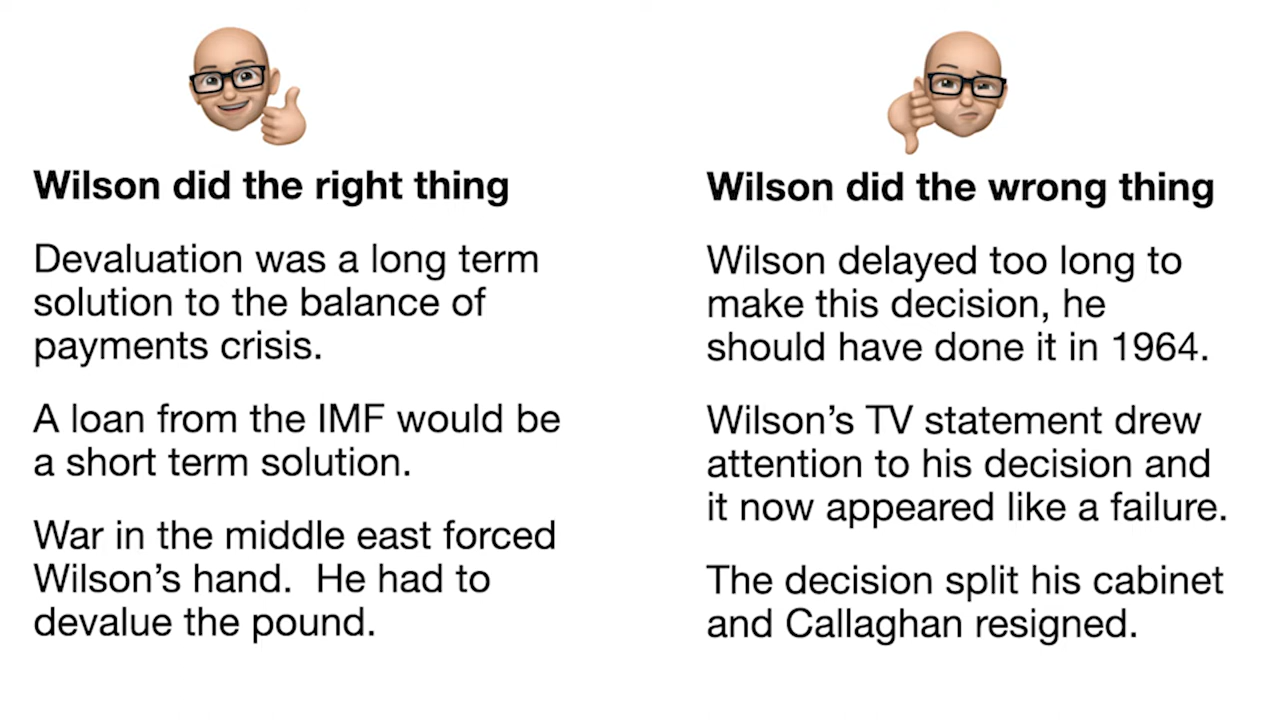 Wilson did the right thing
Devaluation was a long term
solution to the balance of
payments crisis.
A loan from the IMF would be
a short term solution.
War in the middle east forced
Wilson’s hand.  He had to
devalue the pound.
Wilson did the wrong thing
Wilson delayed too long to
make this decision, he
should have done it in 1964.
Wilson’s TV statement drew
attention to his decision and
it now appeared like a failure.
The decision split his cabinet
and Callaghan resigned.